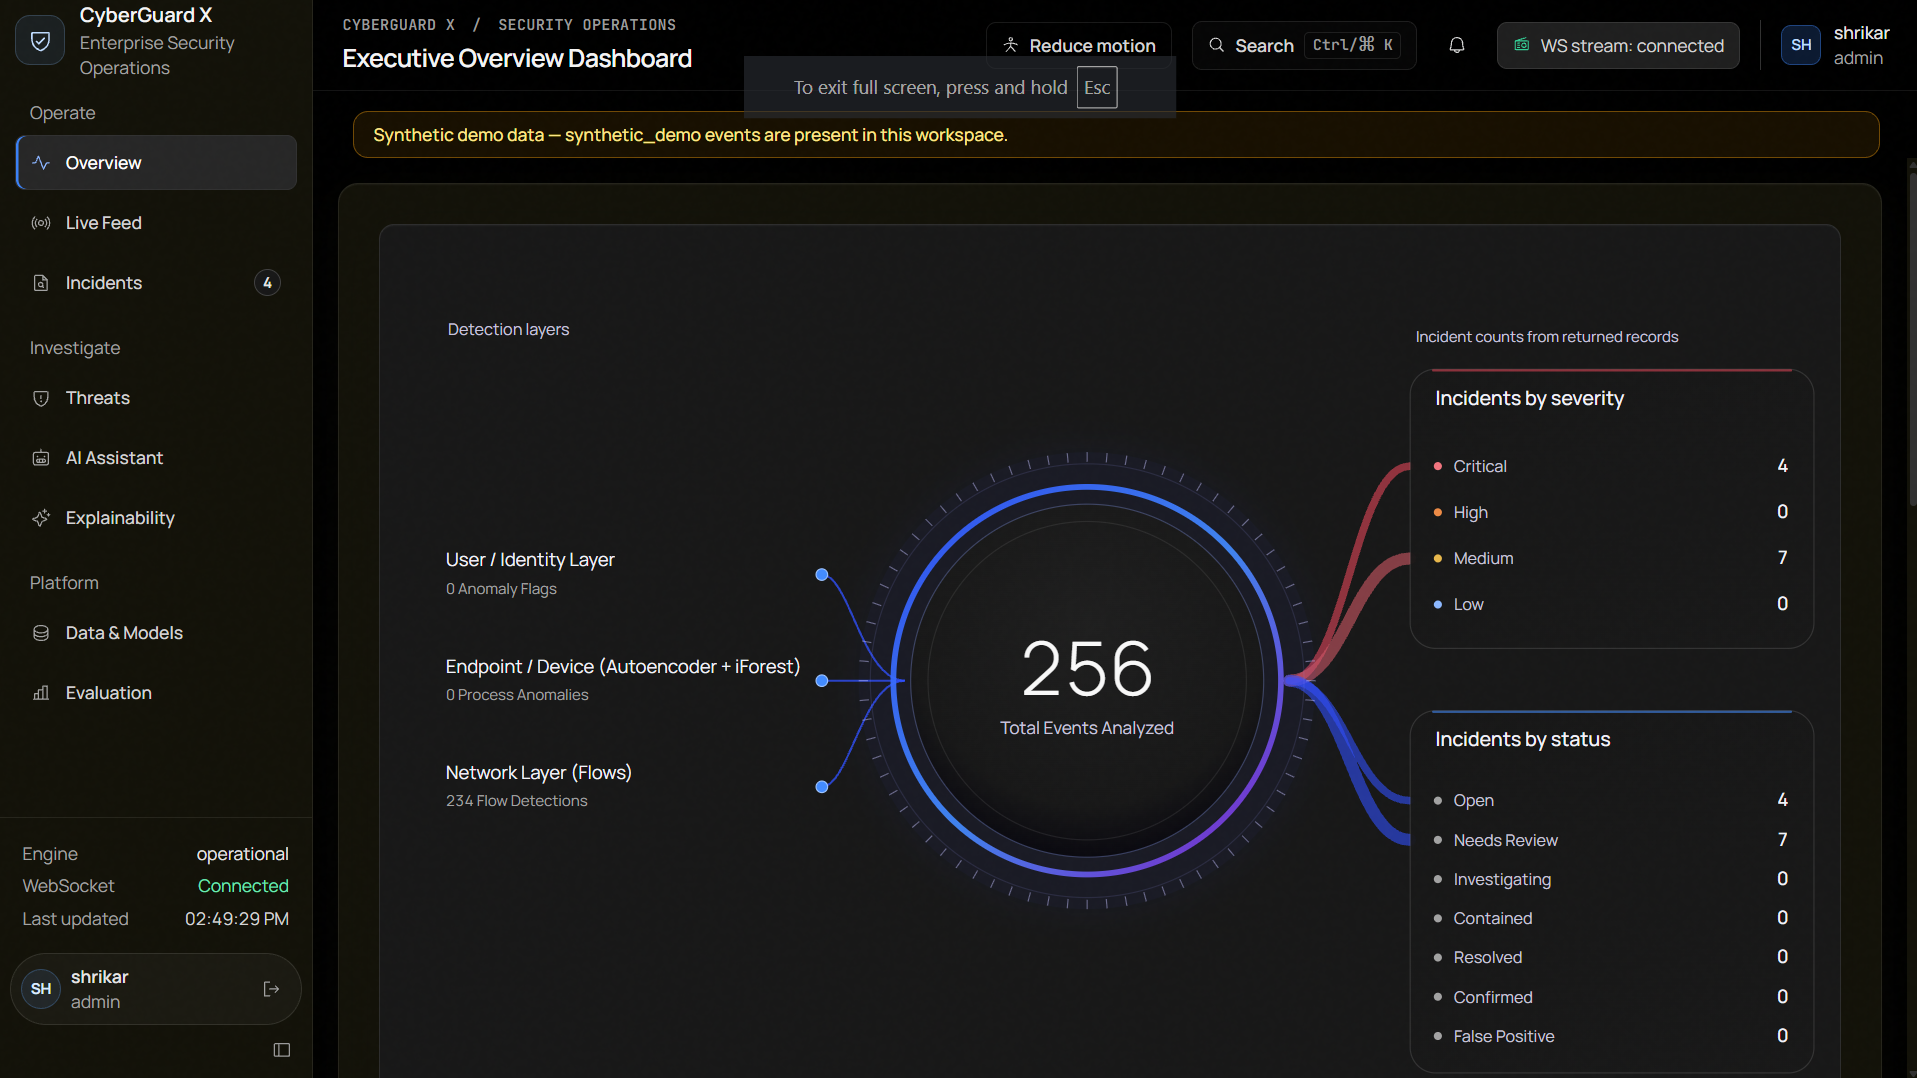 CyberGuard X
Enterprise Security
Operations
Operate
Overview
Live Feed
Incidents 4
Investigate
Threats
AI Assistant
Explainability
Platform
Data & Models
Evaluation
Engine operational
WebSocket Connected
Last updated 02:49:29 PM
SH shrikar
admin
CYBERGUARD X / SECURITY OPERATIONS
Executive Overview Dashboard
Reduce motion
Search Ctrl/⌘ K
WS stream: connected
SH shrikar
admin
To exit full screen, press and hold Esc
Synthetic demo data — synthetic_demo events are present in this workspace.
Detection layers
User / Identity Layer
0 Anomaly Flags
Endpoint / Device (Autoencoder + iForest)
0 Process Anomalies
Network Layer (Flows)
234 Flow Detections
256
Total Events Analyzed
Incident counts from returned records
Incidents by severity
Critical 4
High 0
Medium 7
Low 0
Incidents by status
Open 4
Needs Review 7
Investigating 0
Contained 0
Resolved 0
Confirmed 0
False Positive 0